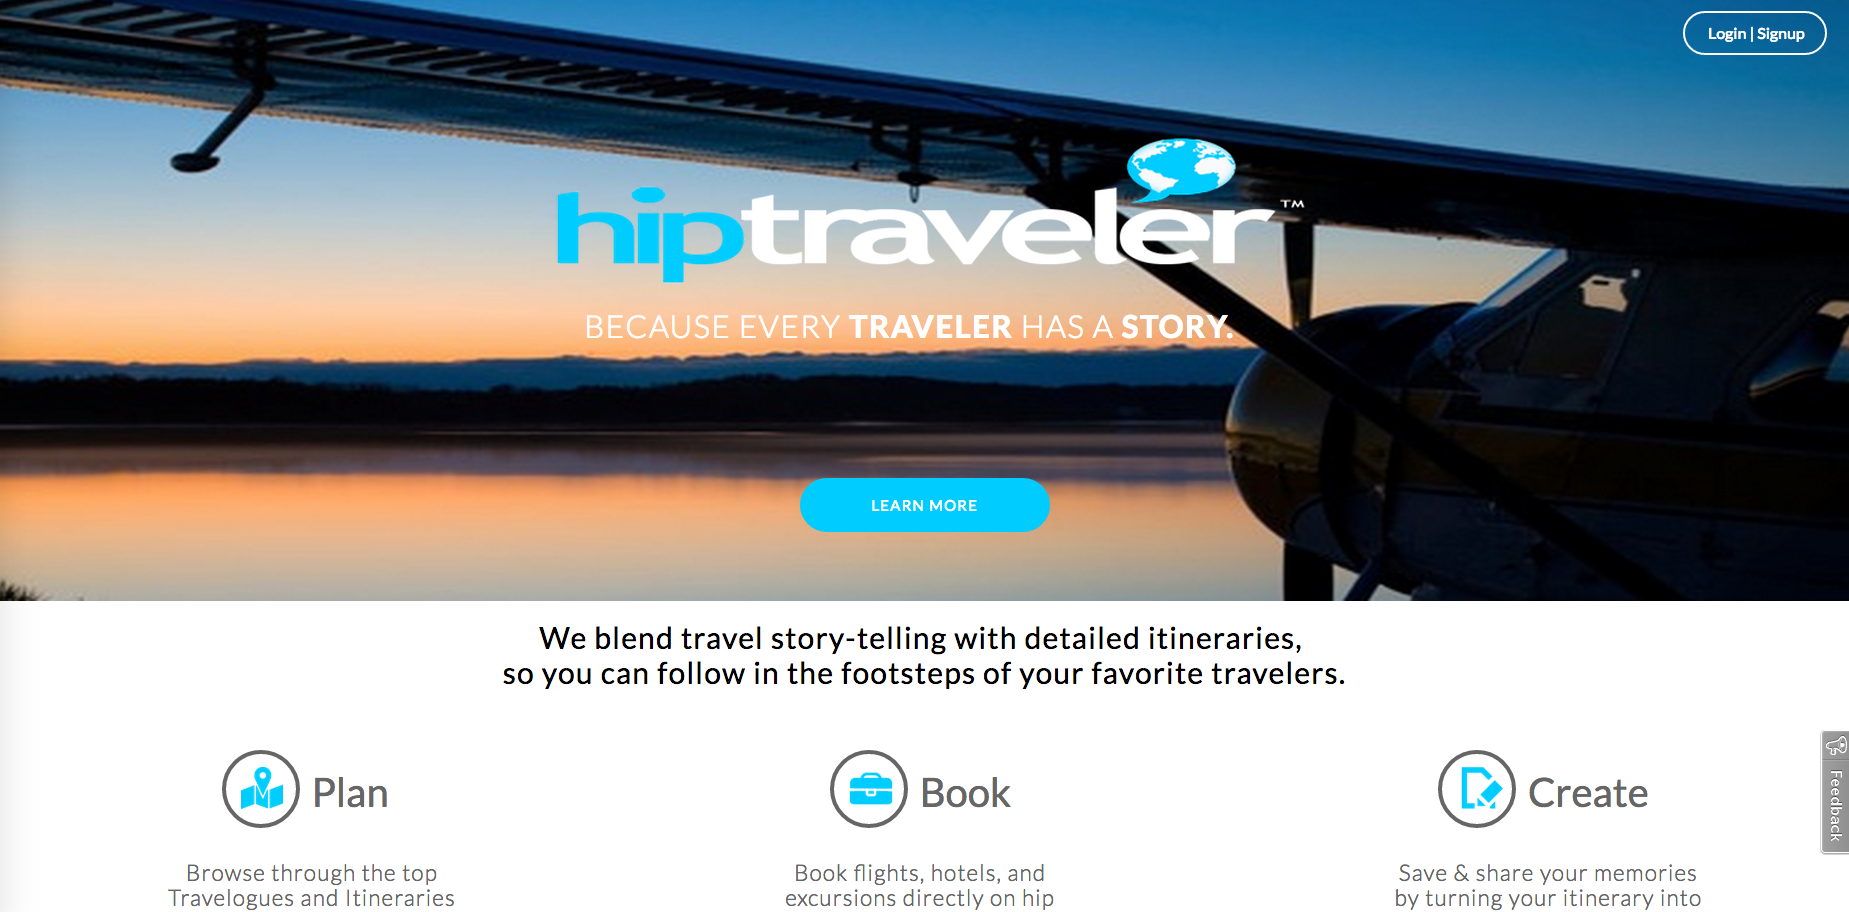 Login | Signup
hiptraveler™
BECAUSE EVERY TRAVELER HAS A STORY.
LEARN MORE
We blend travel story-telling with detailed itineraries,
so you can follow in the footsteps of your favorite travelers.
Plan
Browse through the top
Travelogues and Itineraries
Book
Book flights, hotels, and
excursions directly on hip
Create
Save & share your memories
by turning your itinerary into
Feedback